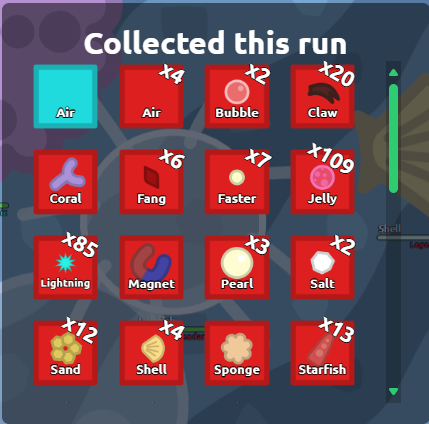 Collected this run
x4 x2 x20
Air Air Bubble Claw
x6 x7 x109
Coral Fang Faster Jelly
x85 x3 x2
Lightning Magnet Pearl Salt
Shell
x12 x4 x13
Sand Shell Sponge Starfish